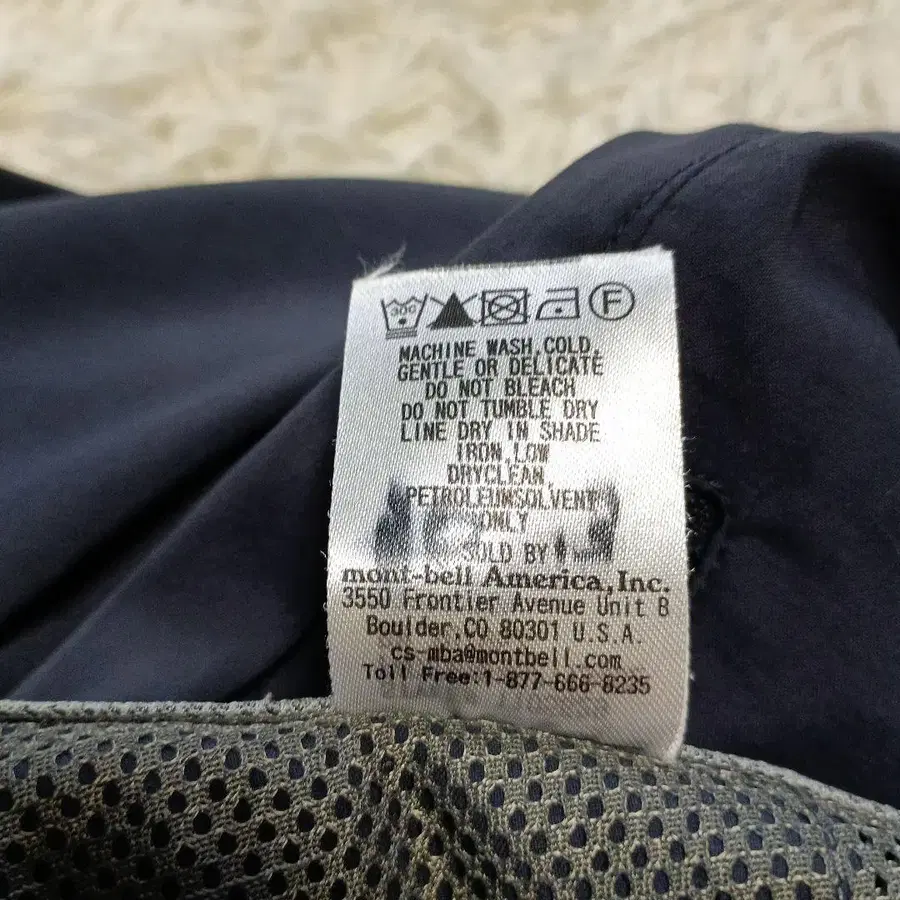 30C F
MACHINE WASH,COLD,
GENTLE OR DELICATE
DO NOT BLEACH
DO NOT TUMBLE DRY
LINE DRY IN SHADE
IRON,LOW
DRYCLEAN,
PETROLEUMSOLVENT
ONLY
SOLD BY
mont-bell America,Inc.
3550 Frontier Avenue Unit B
Boulder,CO 80301 U.S.A.
cs-mba@montbell.com
Toll Free:1-877-666-8235